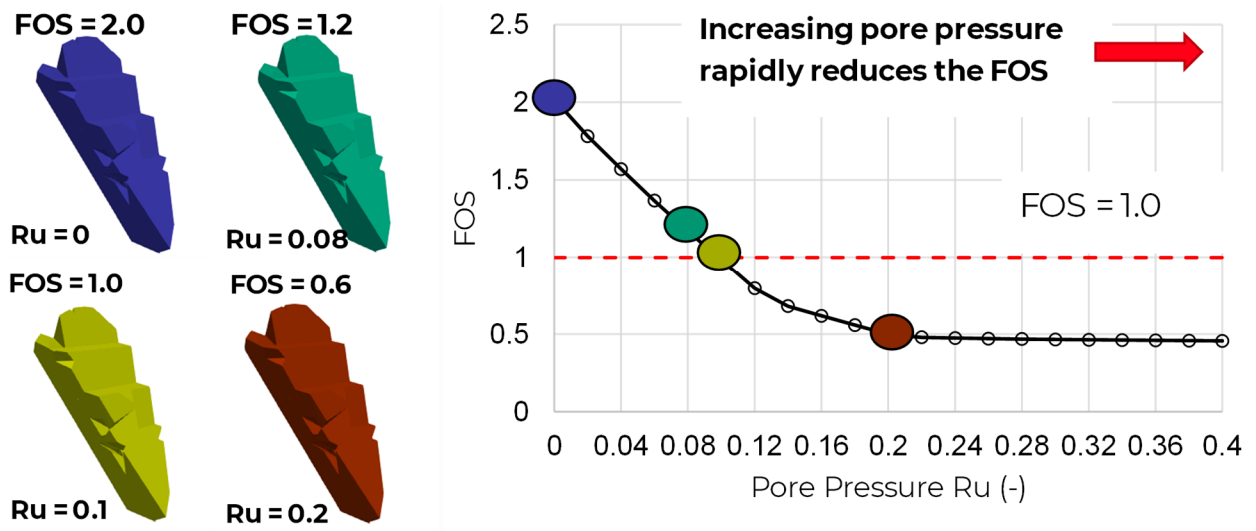 FOS = 2.0
FOS = 1.2
Ru = 0
Ru = 0.08
FOS = 1.0
FOS = 0.6
Ru = 0.1
Ru = 0.2
Increasing pore pressure
rapidly reduces the FOS
FOS = 1.0
FOS
2.5
2
1.5
1
0.5
0
0 0.04 0.08 0.12 0.16 0.2 0.24 0.28 0.32 0.36 0.4
Pore Pressure Ru (-)